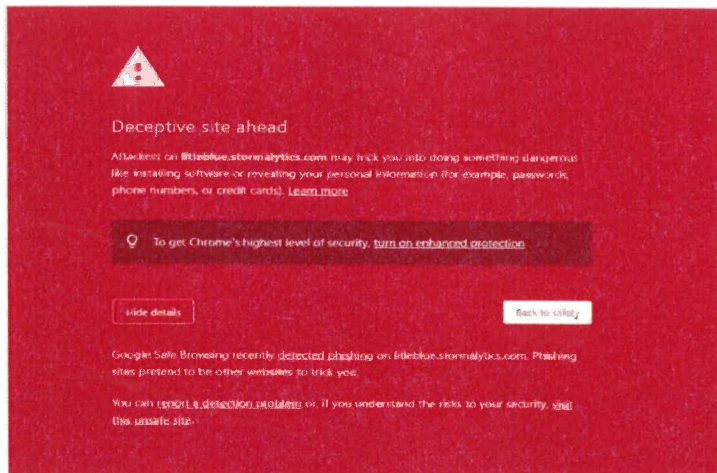 Deceptive site ahead
Attackers on littleblue.stormalytics.com may trick you into doing something dangerous
like installing software or revealing your personal information (for example, passwords,
phone numbers, or credit cards). Learn more
To get Chrome's highest level of security, turn on enhanced protection
Hide details
Back to safety
Google Safe Browsing recently detected phishing on littleblue.stormalytics.com. Phishing
sites pretend to be other websites to trick you.
You can report a detection problem or, if you understand the risks to your security, visit
this unsafe site.